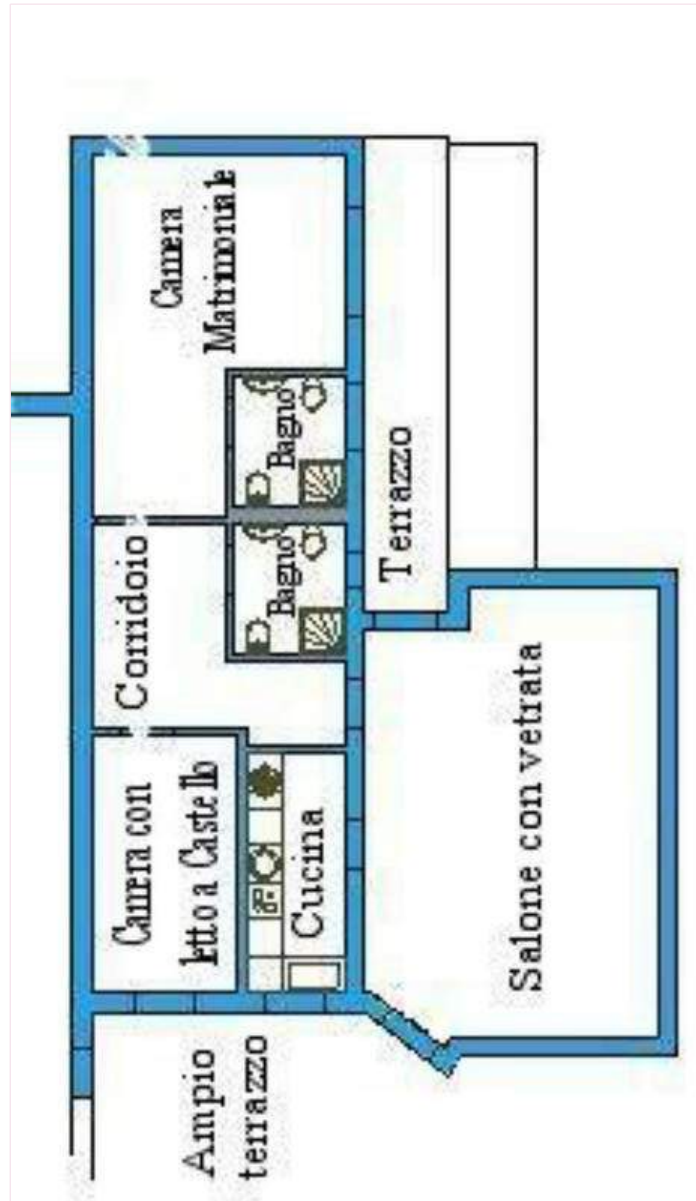 Camera
Matrimoniale
Bagno
Bagno
Corridoio
Terrazzo
Camera con
letto a Castello
Cucina
Salone con vetrata
Ampio
terrazzo